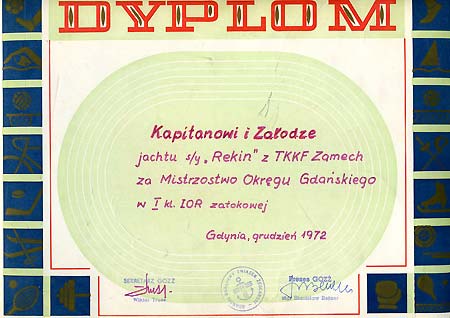 DYPLOM
Kapitanowi i Załodze
jachtu s/y „Rekin" z TKKF Zamech
za Mistrzostwo Okręgu Gdańskiego
w I kl. IOR zatokowej
Gdynia, grudzień 1972
SEKRETARZ GOZŻ
Prezes GOZŻ